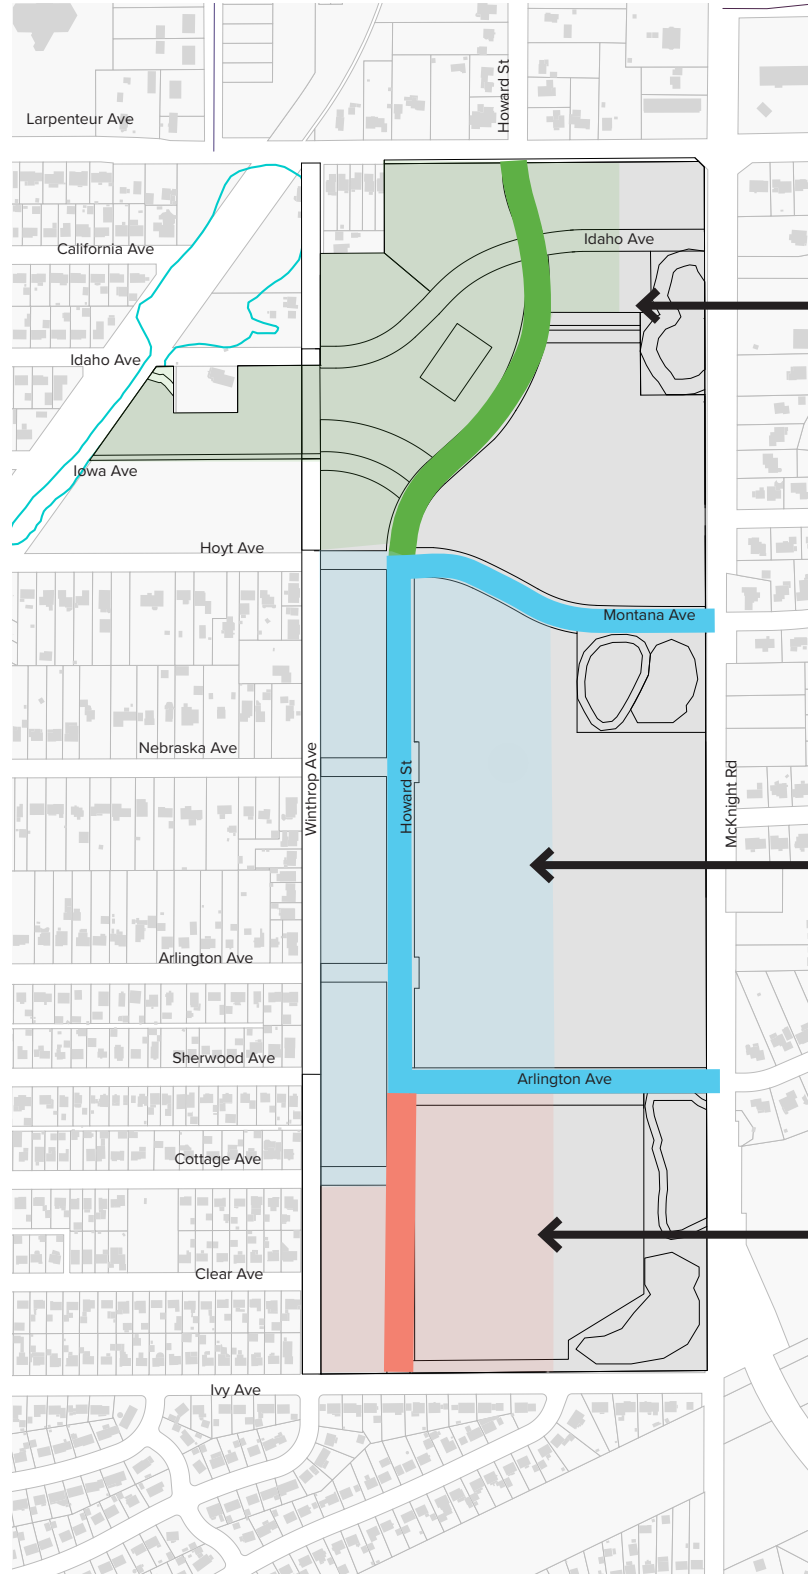 Howard St
Larpenteur Ave
Idaho Ave
California Ave
Idaho Ave
Iowa Ave
Hoyt Ave
Montana Ave
Nebraska Ave
Winthrop Ave
Howard St
McKnight Rd
Arlington Ave
Sherwood Ave
Arlington Ave
Cottage Ave
Clear Ave
Ivy Ave